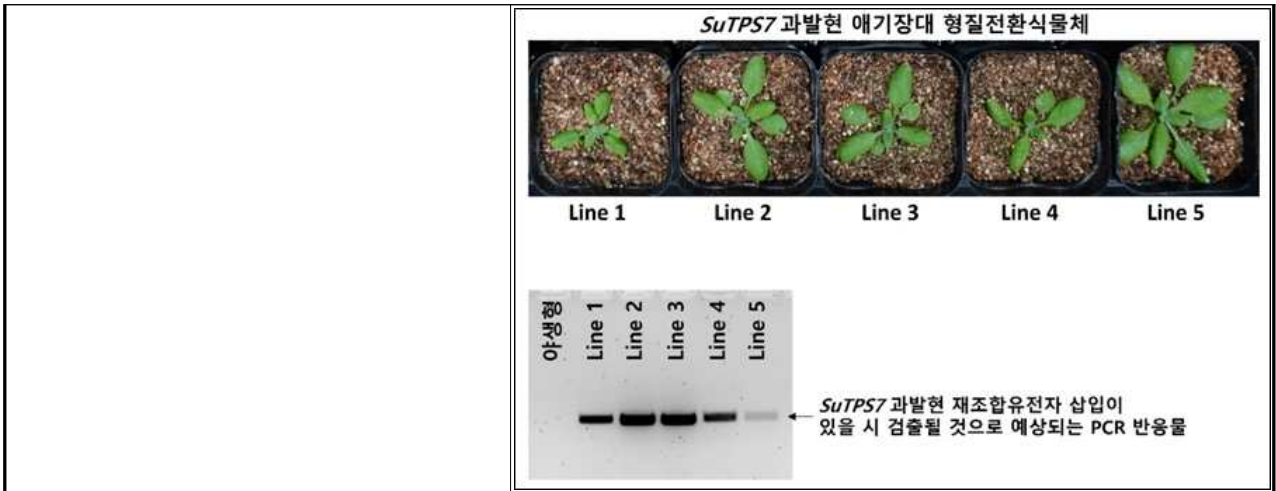 SuTPS7 과발현 애기장대 형질전환식물체
Line 1 Line 2 Line 3 Line 4 Line 5
야생형 Line 1 Line 2 Line 3 Line 4 Line 5
SuTPS7 과발현 재조합유전자 삽입이
있을 시 검출될 것으로 예상되는 PCR 반응물